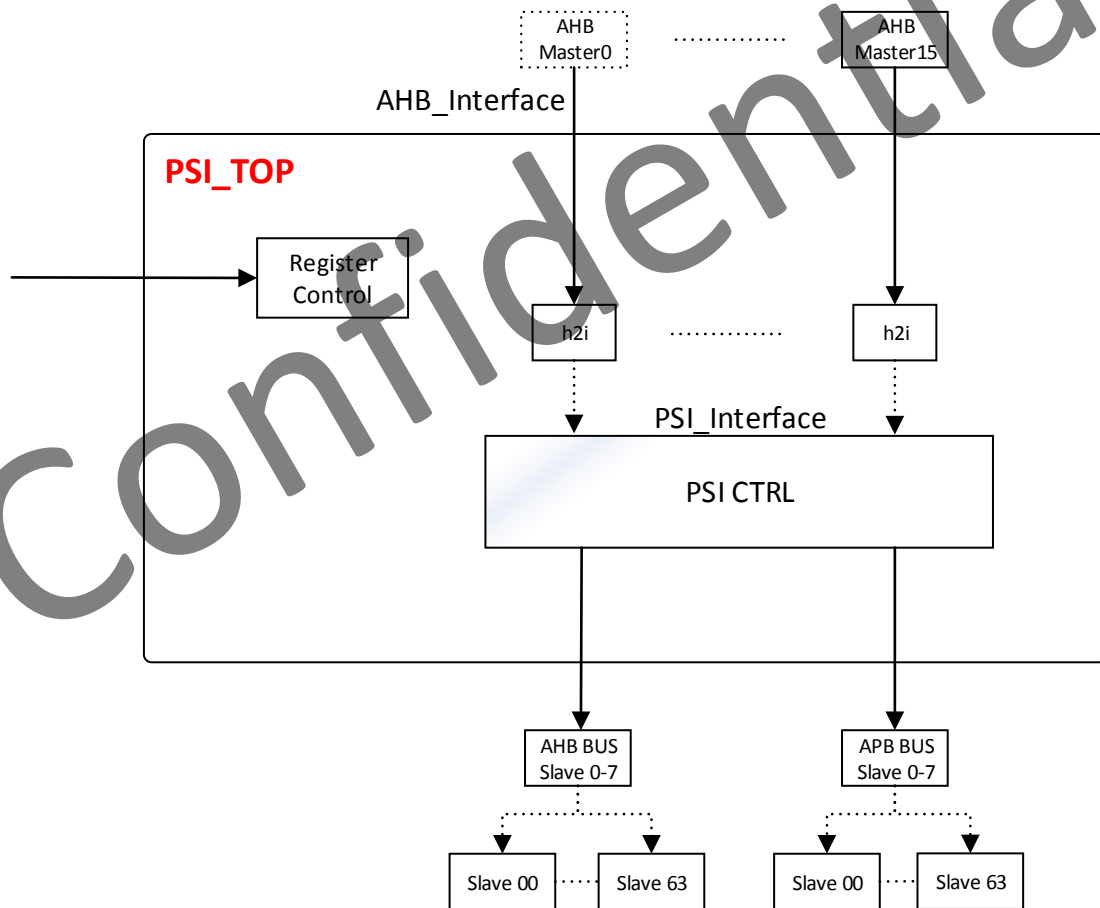 AHB
Master0
AHB
Master15
AHB_Interface
PSI_TOP
Register
Control
h2i
h2i
PSI_Interface
PSI CTRL
AHB BUS
Slave 0-7
APB BUS
Slave 0-7
Slave 00
Slave 63
Slave 00
Slave 63
Confidentia